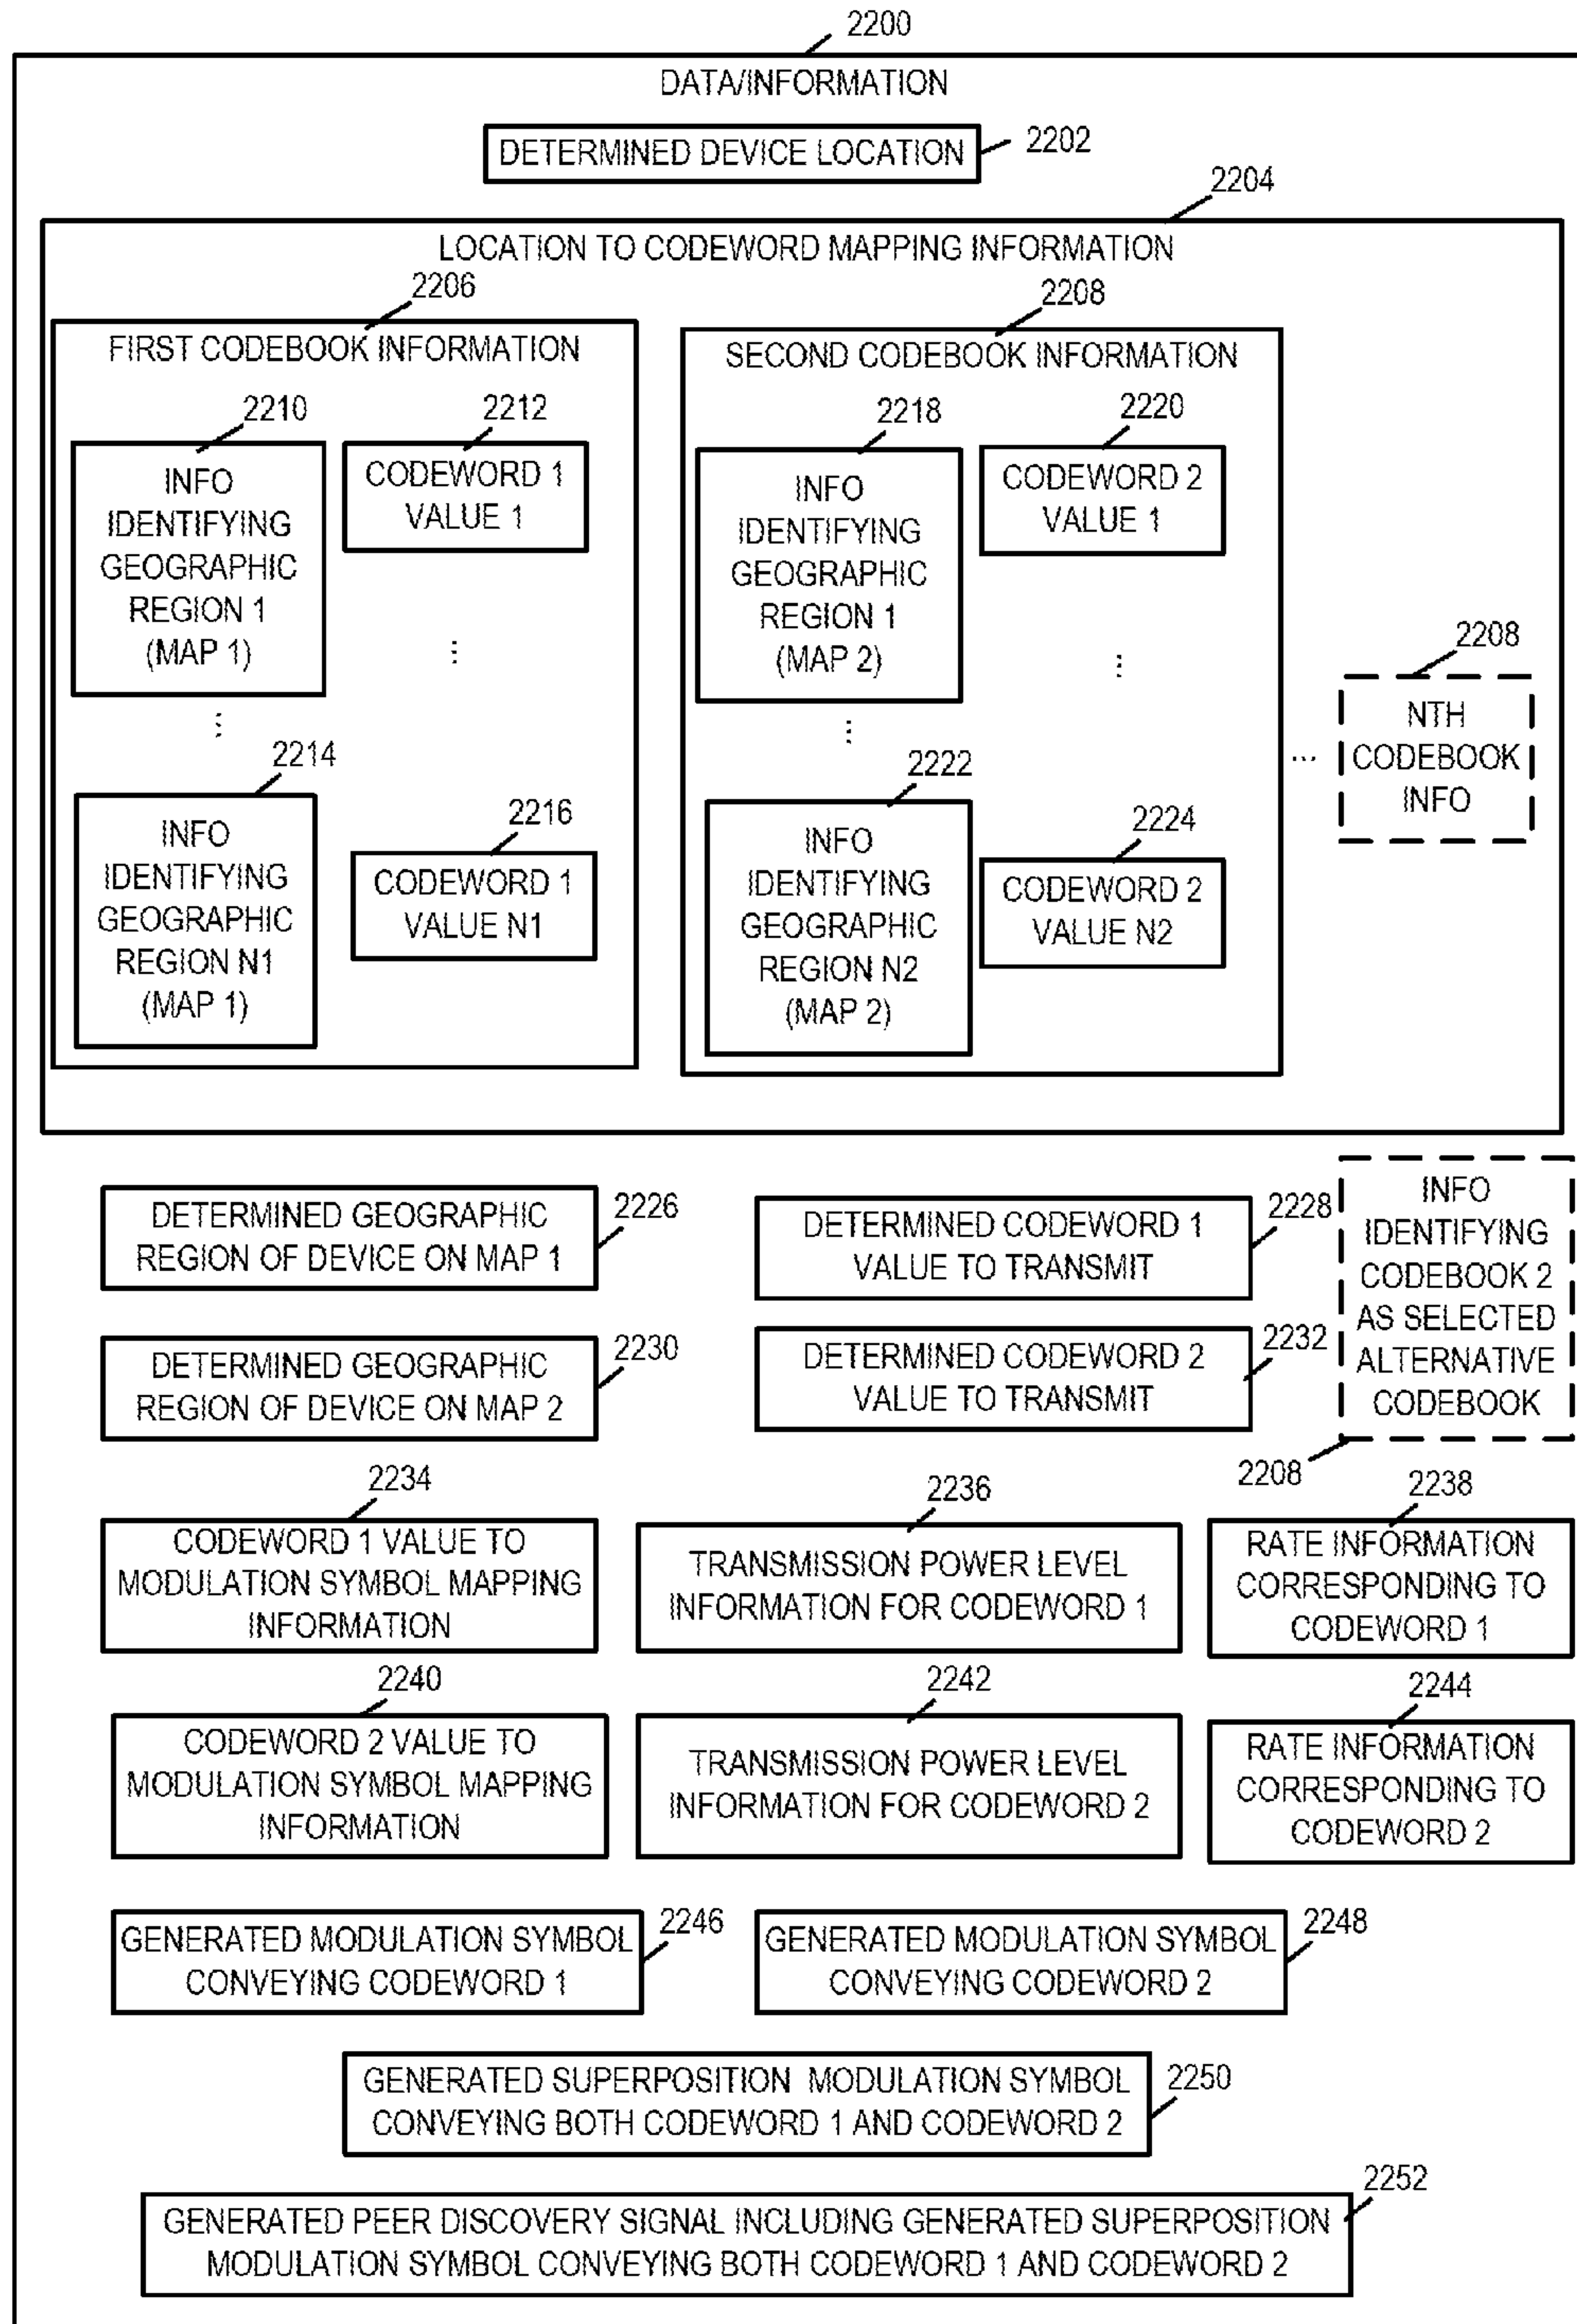 2200
DATA/INFORMATION
DETERMINED DEVICE LOCATION
2202
2204
LOCATION TO CODEWORD MAPPING INFORMATION
2206
FIRST CODEBOOK INFORMATION
2210
INFO
IDENTIFYING
GEOGRAPHIC
REGION 1
(MAP 1)
2212
CODEWORD 1
VALUE 1
...
...
2214
INFO
IDENTIFYING
GEOGRAPHIC
REGION N1
(MAP 1)
2216
CODEWORD 1
VALUE N1
2208
SECOND CODEBOOK INFORMATION
2218
INFO
IDENTIFYING
GEOGRAPHIC
REGION 1
(MAP 2)
2220
CODEWORD 2
VALUE 1
...
...
2222
INFO
IDENTIFYING
GEOGRAPHIC
REGION N2
(MAP 2)
2224
CODEWORD 2
VALUE N2
...
2208
NTH
CODEBOOK
INFO
DETERMINED GEOGRAPHIC
REGION OF DEVICE ON MAP 1
2226
DETERMINED CODEWORD 1
VALUE TO TRANSMIT
2228
INFO
IDENTIFYING
CODEBOOK 2
AS SELECTED
ALTERNATIVE
CODEBOOK
2208
DETERMINED GEOGRAPHIC
REGION OF DEVICE ON MAP 2
2230
DETERMINED CODEWORD 2
VALUE TO TRANSMIT
2232
2234
CODEWORD 1 VALUE TO
MODULATION SYMBOL MAPPING
INFORMATION
2236
TRANSMISSION POWER LEVEL
INFORMATION FOR CODEWORD 1
2238
RATE INFORMATION
CORRESPONDING TO
CODEWORD 1
2240
CODEWORD 2 VALUE TO
MODULATION SYMBOL MAPPING
INFORMATION
2242
TRANSMISSION POWER LEVEL
INFORMATION FOR CODEWORD 2
2244
RATE INFORMATION
CORRESPONDING TO
CODEWORD 2
GENERATED MODULATION SYMBOL
CONVEYING CODEWORD 1
2246
GENERATED MODULATION SYMBOL
CONVEYING CODEWORD 2
2248
GENERATED SUPERPOSITION MODULATION SYMBOL
CONVEYING BOTH CODEWORD 1 AND CODEWORD 2
2250
2252
GENERATED PEER DISCOVERY SIGNAL INCLUDING GENERATED SUPERPOSITION
MODULATION SYMBOL CONVEYING BOTH CODEWORD 1 AND CODEWORD 2